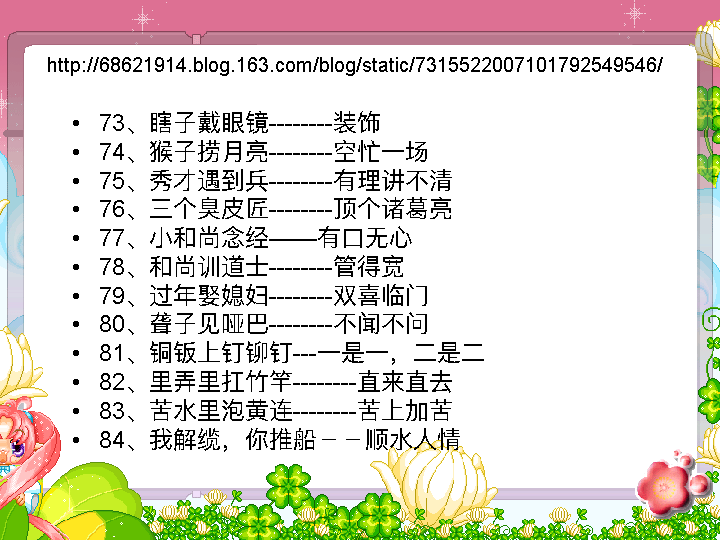 http://68621914.blog.163.com/blog/static/7315522007101792549546/
• 73、瞎子戴眼镜--------装饰
• 74、猴子捞月亮--------空忙一场
• 75、秀才遇到兵--------有理讲不清
• 76、三个臭皮匠--------顶个诸葛亮
• 77、小和尚念经——有口无心
• 78、和尚训道士--------管得宽
• 79、过年娶媳妇--------双喜临门
• 80、聋子见哑巴--------不闻不问
• 81、铜钣上钉铆钉---一是一，二是二
• 82、里弄里扛竹竿--------直来直去
• 83、苦水里泡黄连--------苦上加苦
• 84、我解缆，你推船－－顺水人情